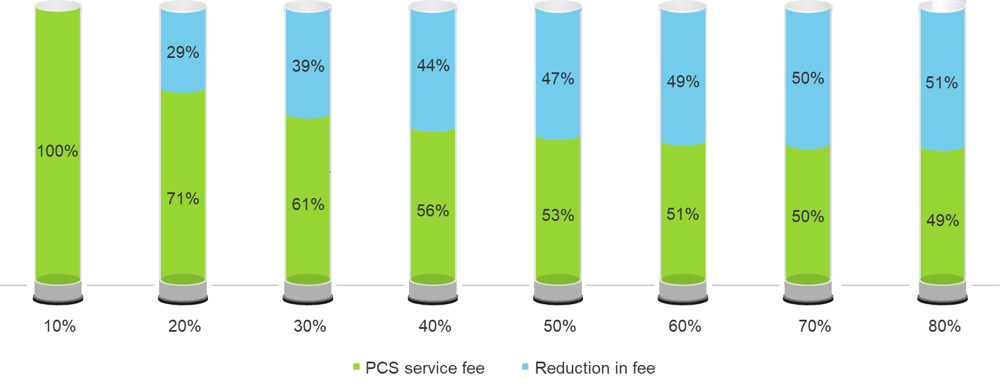 29% 39% 44% 47% 49% 50% 51%
100% 71% 61% 56% 53% 51% 50% 49%
10% 20% 30% 40% 50% 60% 70% 80%
PCS service fee Reduction in fee